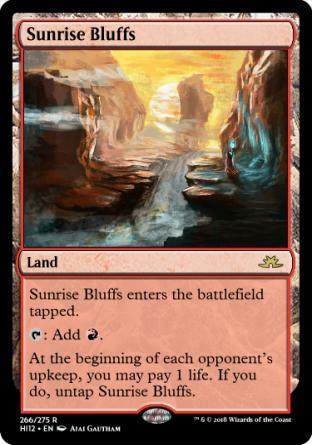 Sunrise Bluffs
Land
Sunrise Bluffs enters the battlefield
tapped.
: Add .
At the beginning of each opponent's
upkeep, you may pay 1 life. If you
do, untap Sunrise Bluffs.
266/275 R
HI12 • EN Ajai Gautham
™ & © 2018 Wizards of the Coast